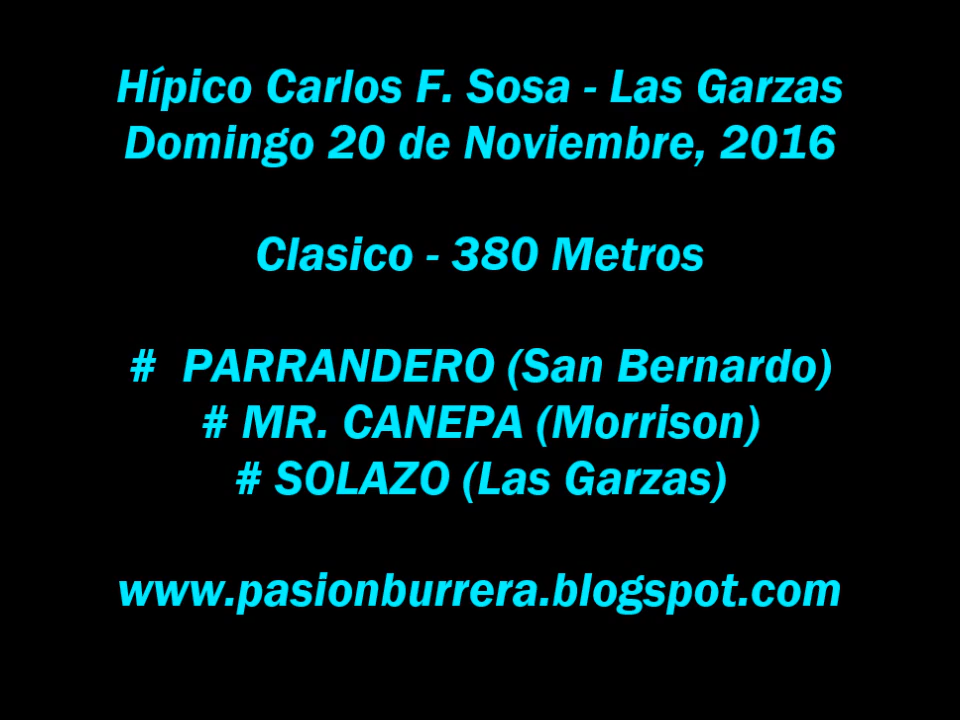 Hípico Carlos F. Sosa - Las Garzas
Domingo 20 de Noviembre, 2016
Clasico - 380 Metros
# PARRANDERO (San Bernardo)
# MR. CANEPA (Morrison)
# SOLAZO (Las Garzas)
www.pasionburrera.blogspot.com